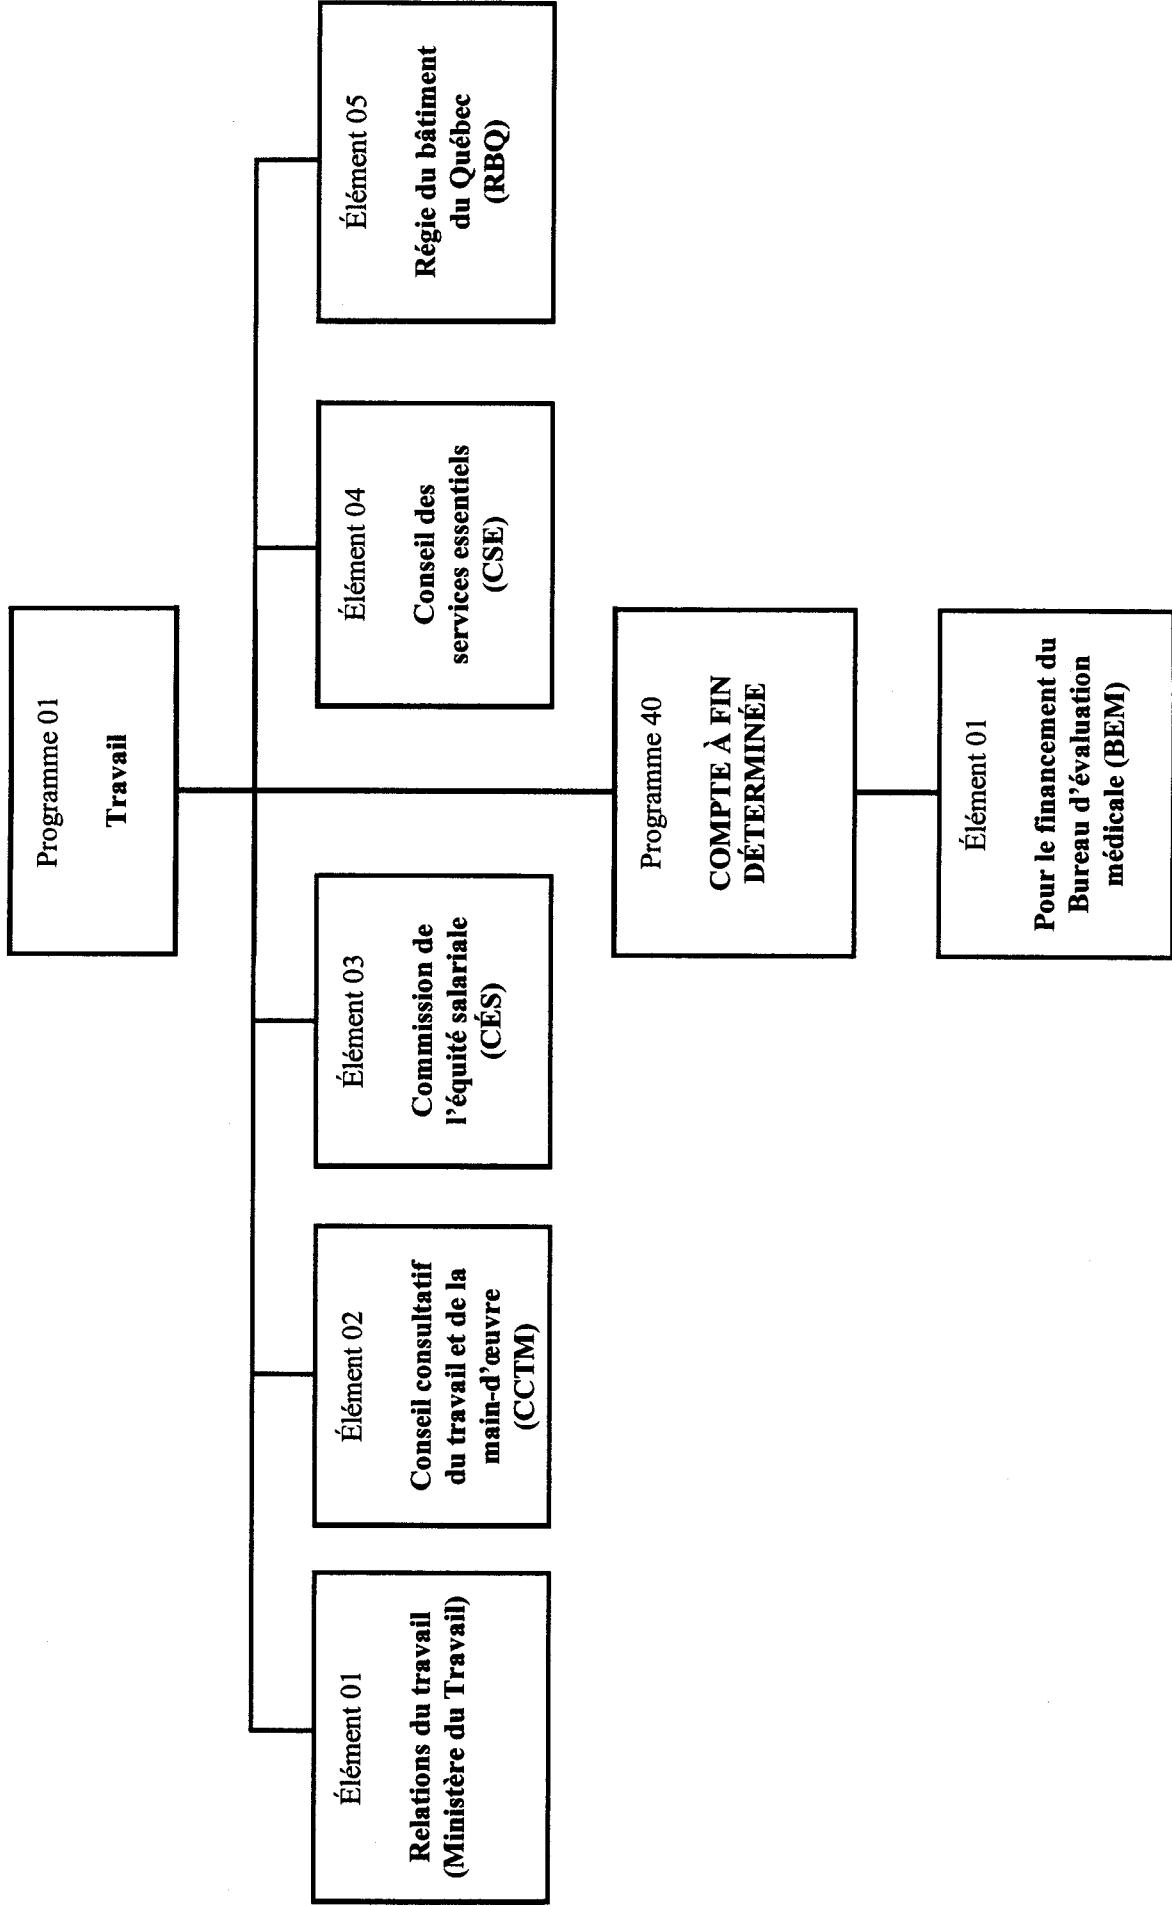 Programme 01
Travail
Élément 01
Relations du travail
(Ministère du Travail)
Élément 02
Conseil consultatif
du travail et de la
main-d'œuvre
(CCTM)
Élément 03
Commission de
l'équité salariale
(CÉS)
Élément 04
Conseil des
services essentiels
(CSE)
Élément 05
Régie du bâtiment
du Québec
(RBQ)
Programme 40
COMPTE À FIN
DÉTERMINÉE
Élément 01
Pour le financement du
Bureau d'évaluation
médicale (BEM)